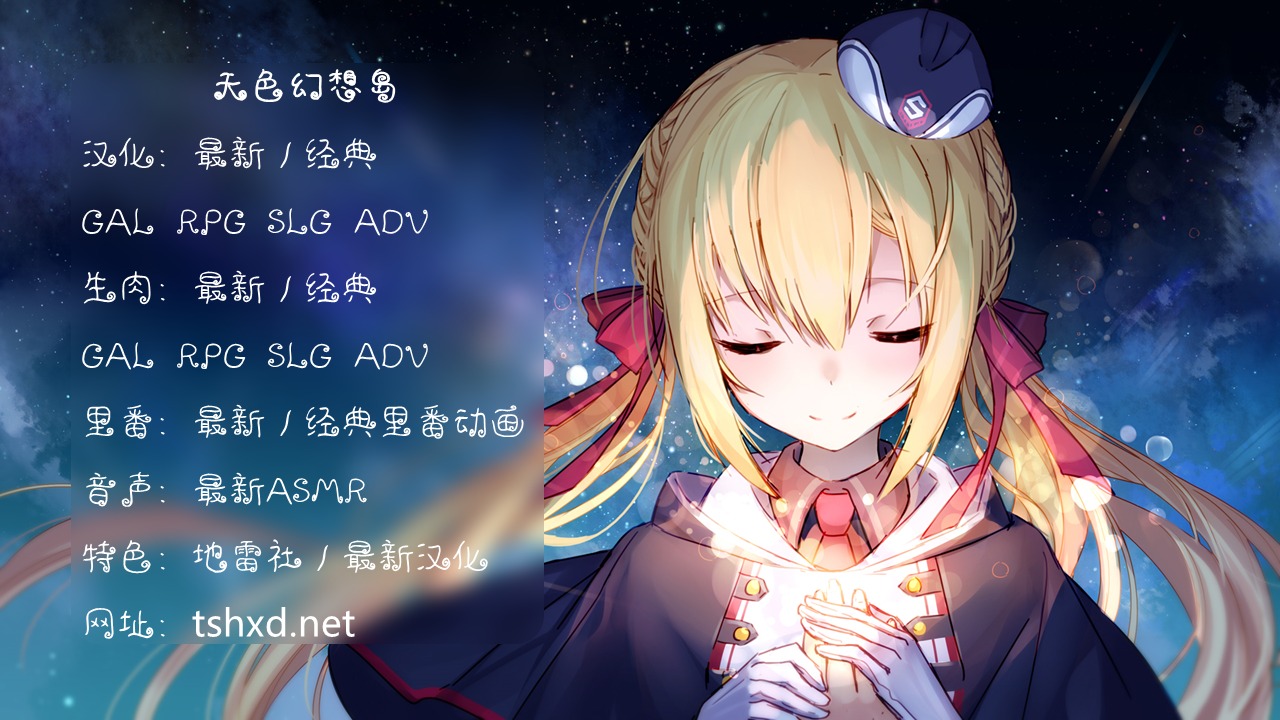 天色幻想岛
汉化：最新 / 经典
GAL RPG SLG ADV
生肉：最新 / 经典
GAL RPG SLG ADV
里番：最新 / 经典里番动画
音声：最新ASMR
特色：地雷社 / 最新汉化
网址：tshxd.net
S